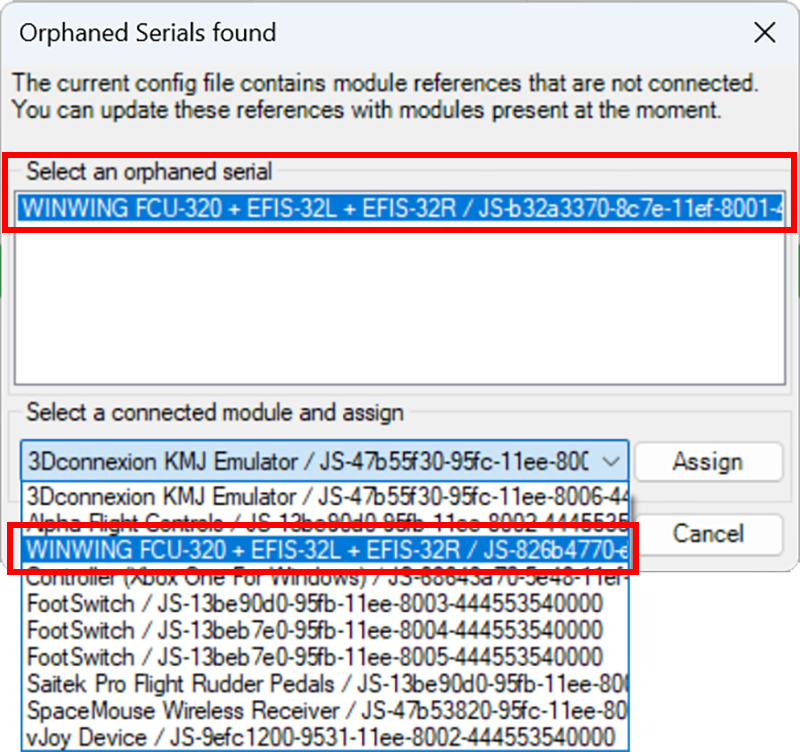 Orphaned Serials found
The current config file contains module references that are not connected.
You can update these references with modules present at the moment.
Select an orphaned serial
WINWING FCU-320 + EFIS-32L + EFIS-32R / JS-b32a3370-8c7e-11ef-8001-4
Select a connected module and assign
3Dconnexion KMJ Emulator / JS-47b55f30-95fc-11ee-800
Assign
3Dconnexion KMJ Emulator / JS-47b55f30-95fc-11ee-8006-44
Alpha Flight Controls / JS-13be90d0-95fb-11ee-8002-4445535
Cancel
WINWING FCU-320 + EFIS-32L + EFIS-32R / JS-826b4770-e
Controller (Xbox One For Windows) / JS-68643a70-5e48-11ef-
FootSwitch / JS-13be90d0-95fb-11ee-8003-444553540000
FootSwitch / JS-13beb7e0-95fb-11ee-8004-444553540000
FootSwitch / JS-13beb7e0-95fb-11ee-8005-444553540000
Saitek Pro Flight Rudder Pedals / JS-13be90d0-95fb-11ee-800
SpaceMouse Wireless Receiver / JS-47b53820-95fc-11ee-80
vJoy Device / JS-9efc1200-9531-11ee-8002-444553540000